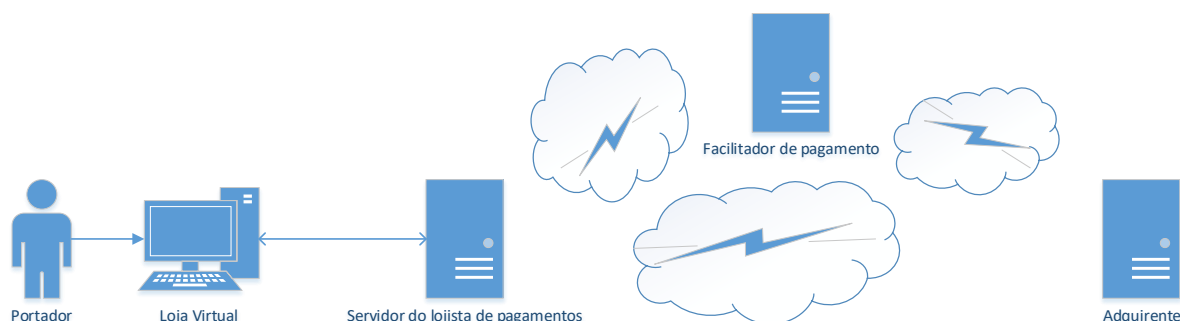 Facilitador de pagamento
Portador
Loja Virtual
Servidor do lojista de pagamentos
Adquirente